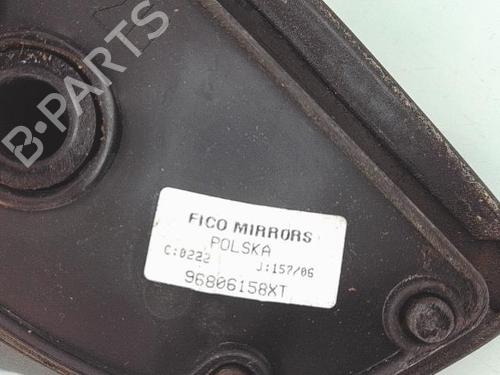 B-PARTS
FICO MIRRORS
POLSKA
C:0222 J:157/06
96806158XT